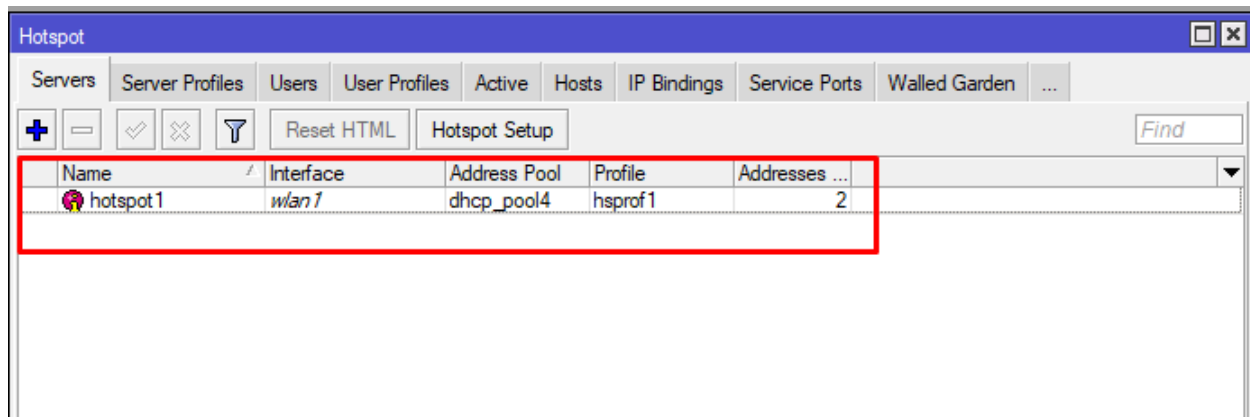 Hotspot
Servers Server Profiles Users User Profiles Active Hosts IP Bindings Service Ports Walled Garden ...
Reset HTML Hotspot Setup Find
Name Interface Address Pool Profile Addresses ...
hotspot1 wlan1 dhcp_pool4 hsprof1 2